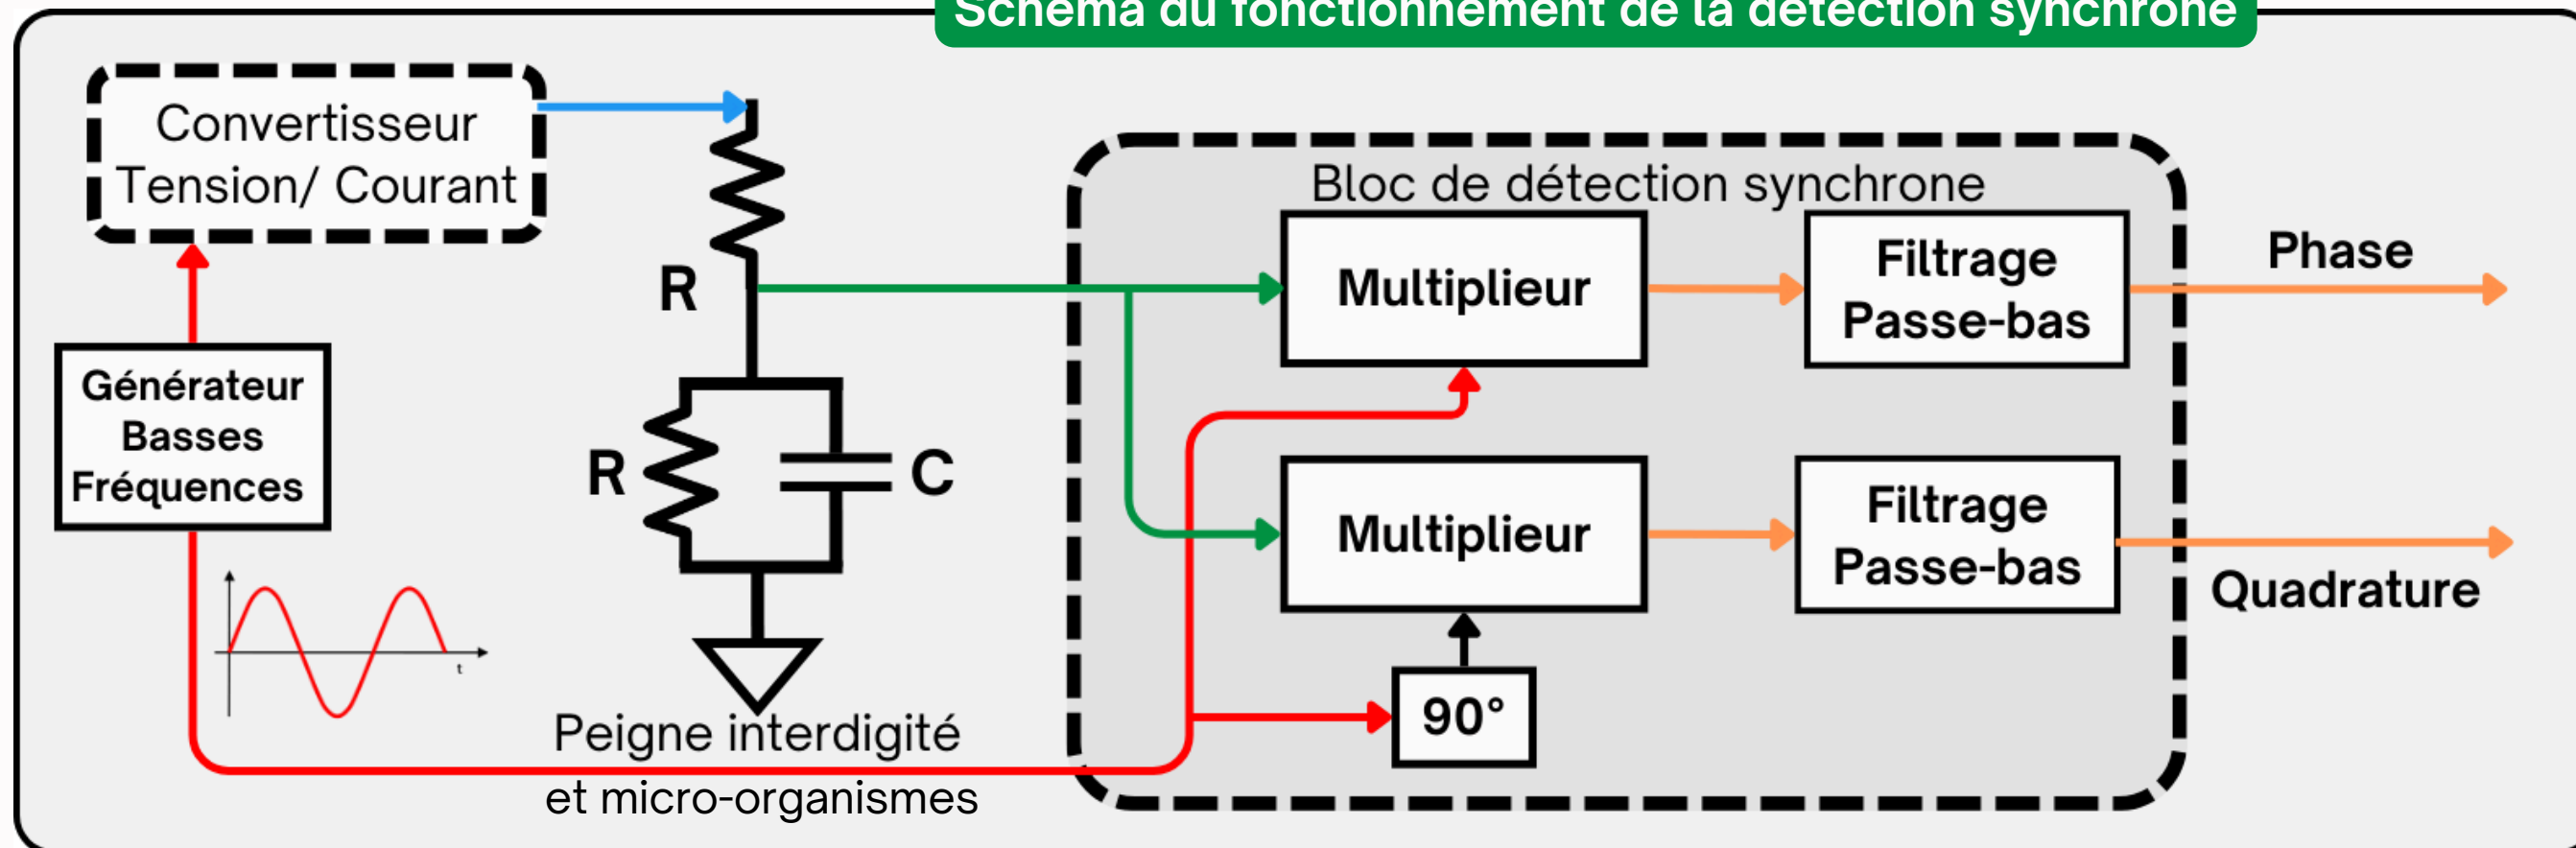 Schéma du fonctionnement de la détection synchrone
Convertisseur
Tension/ Courant
Bloc de détection synchrone
R
Multiplieur
Filtrage
Passe-bas
Phase
Générateur
Basses
Fréquences
R
C
Multiplieur
Filtrage
Passe-bas
Quadrature
t
90°
Peigne interdigité
et micro-organismes